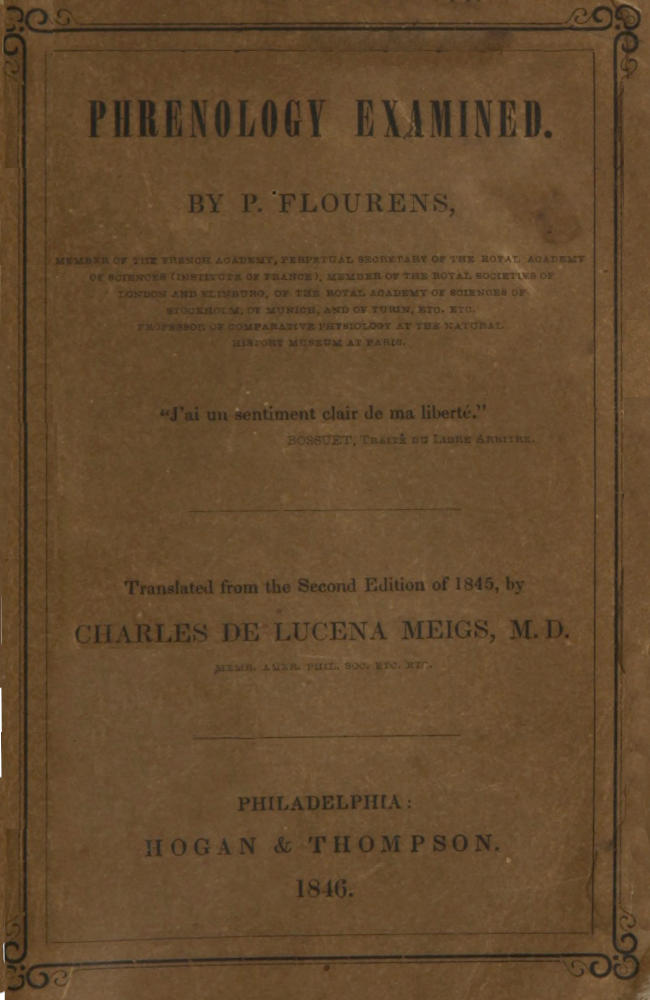 PHRENOLOGY EXAMINED.
BY P. FLOURENS,
MEMBER OF THE FRENCH ACADEMY, PERPETUAL SECRETARY OF THE ROYAL ACADEMY
OF SCIENCES (INSTITUTE OF FRANCE), MEMBER OF THE ROYAL SOCIETIES OF
LONDON AND EDINBURG, OF THE ROYAL ACADEMY OF SCIENCES OF
STOCKHOLM, OF MUNICH, AND OF TURIN, ETC. ETC.
PROFESSOR OF COMPARATIVE PHYSIOLOGY AT THE NATURAL
HISTORY MUSEUM AT PARIS.
"J'ai un sentiment clair de ma liberté."
BOSSUET, TRAITÉ DU LIBRE ARBITRE.
Translated from the Second Edition of 1845, by
CHARLES DE LUCENA MEIGS, M.D.
MEMB. AMER. PHIL. SOC. ETC. ETC.
PHILADELPHIA:
HOGAN & THOMPSON.
1846.